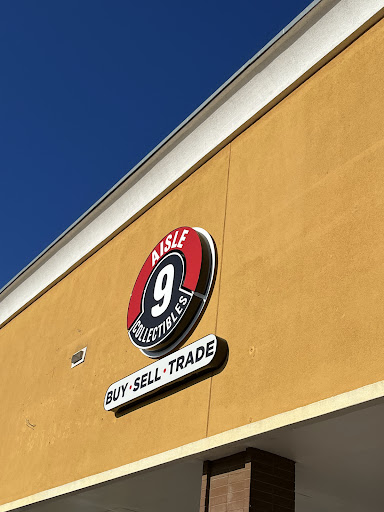 AISLE
9
COLLECTIBLES
BUY • SELL • TRADE